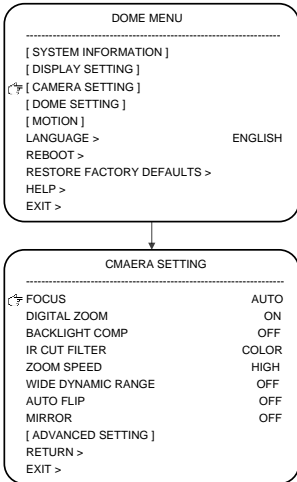 DOME MENU
[ SYSTEM INFORMATION ]
[ DISPLAY SETTING ]
[ CAMERA SETTING ]
[ DOME SETTING ]
[ MOTION ]
LANGUAGE > ENGLISH
REBOOT >
RESTORE FACTORY DEFAULTS >
HELP >
EXIT >
CMAERA SETTING
FOCUS AUTO
DIGITAL ZOOM ON
BACKLIGHT COMP OFF
IR CUT FILTER COLOR
ZOOM SPEED HIGH
WIDE DYNAMIC RANGE OFF
AUTO FLIP OFF
MIRROR OFF
[ ADVANCED SETTING ]
RETURN >
EXIT >